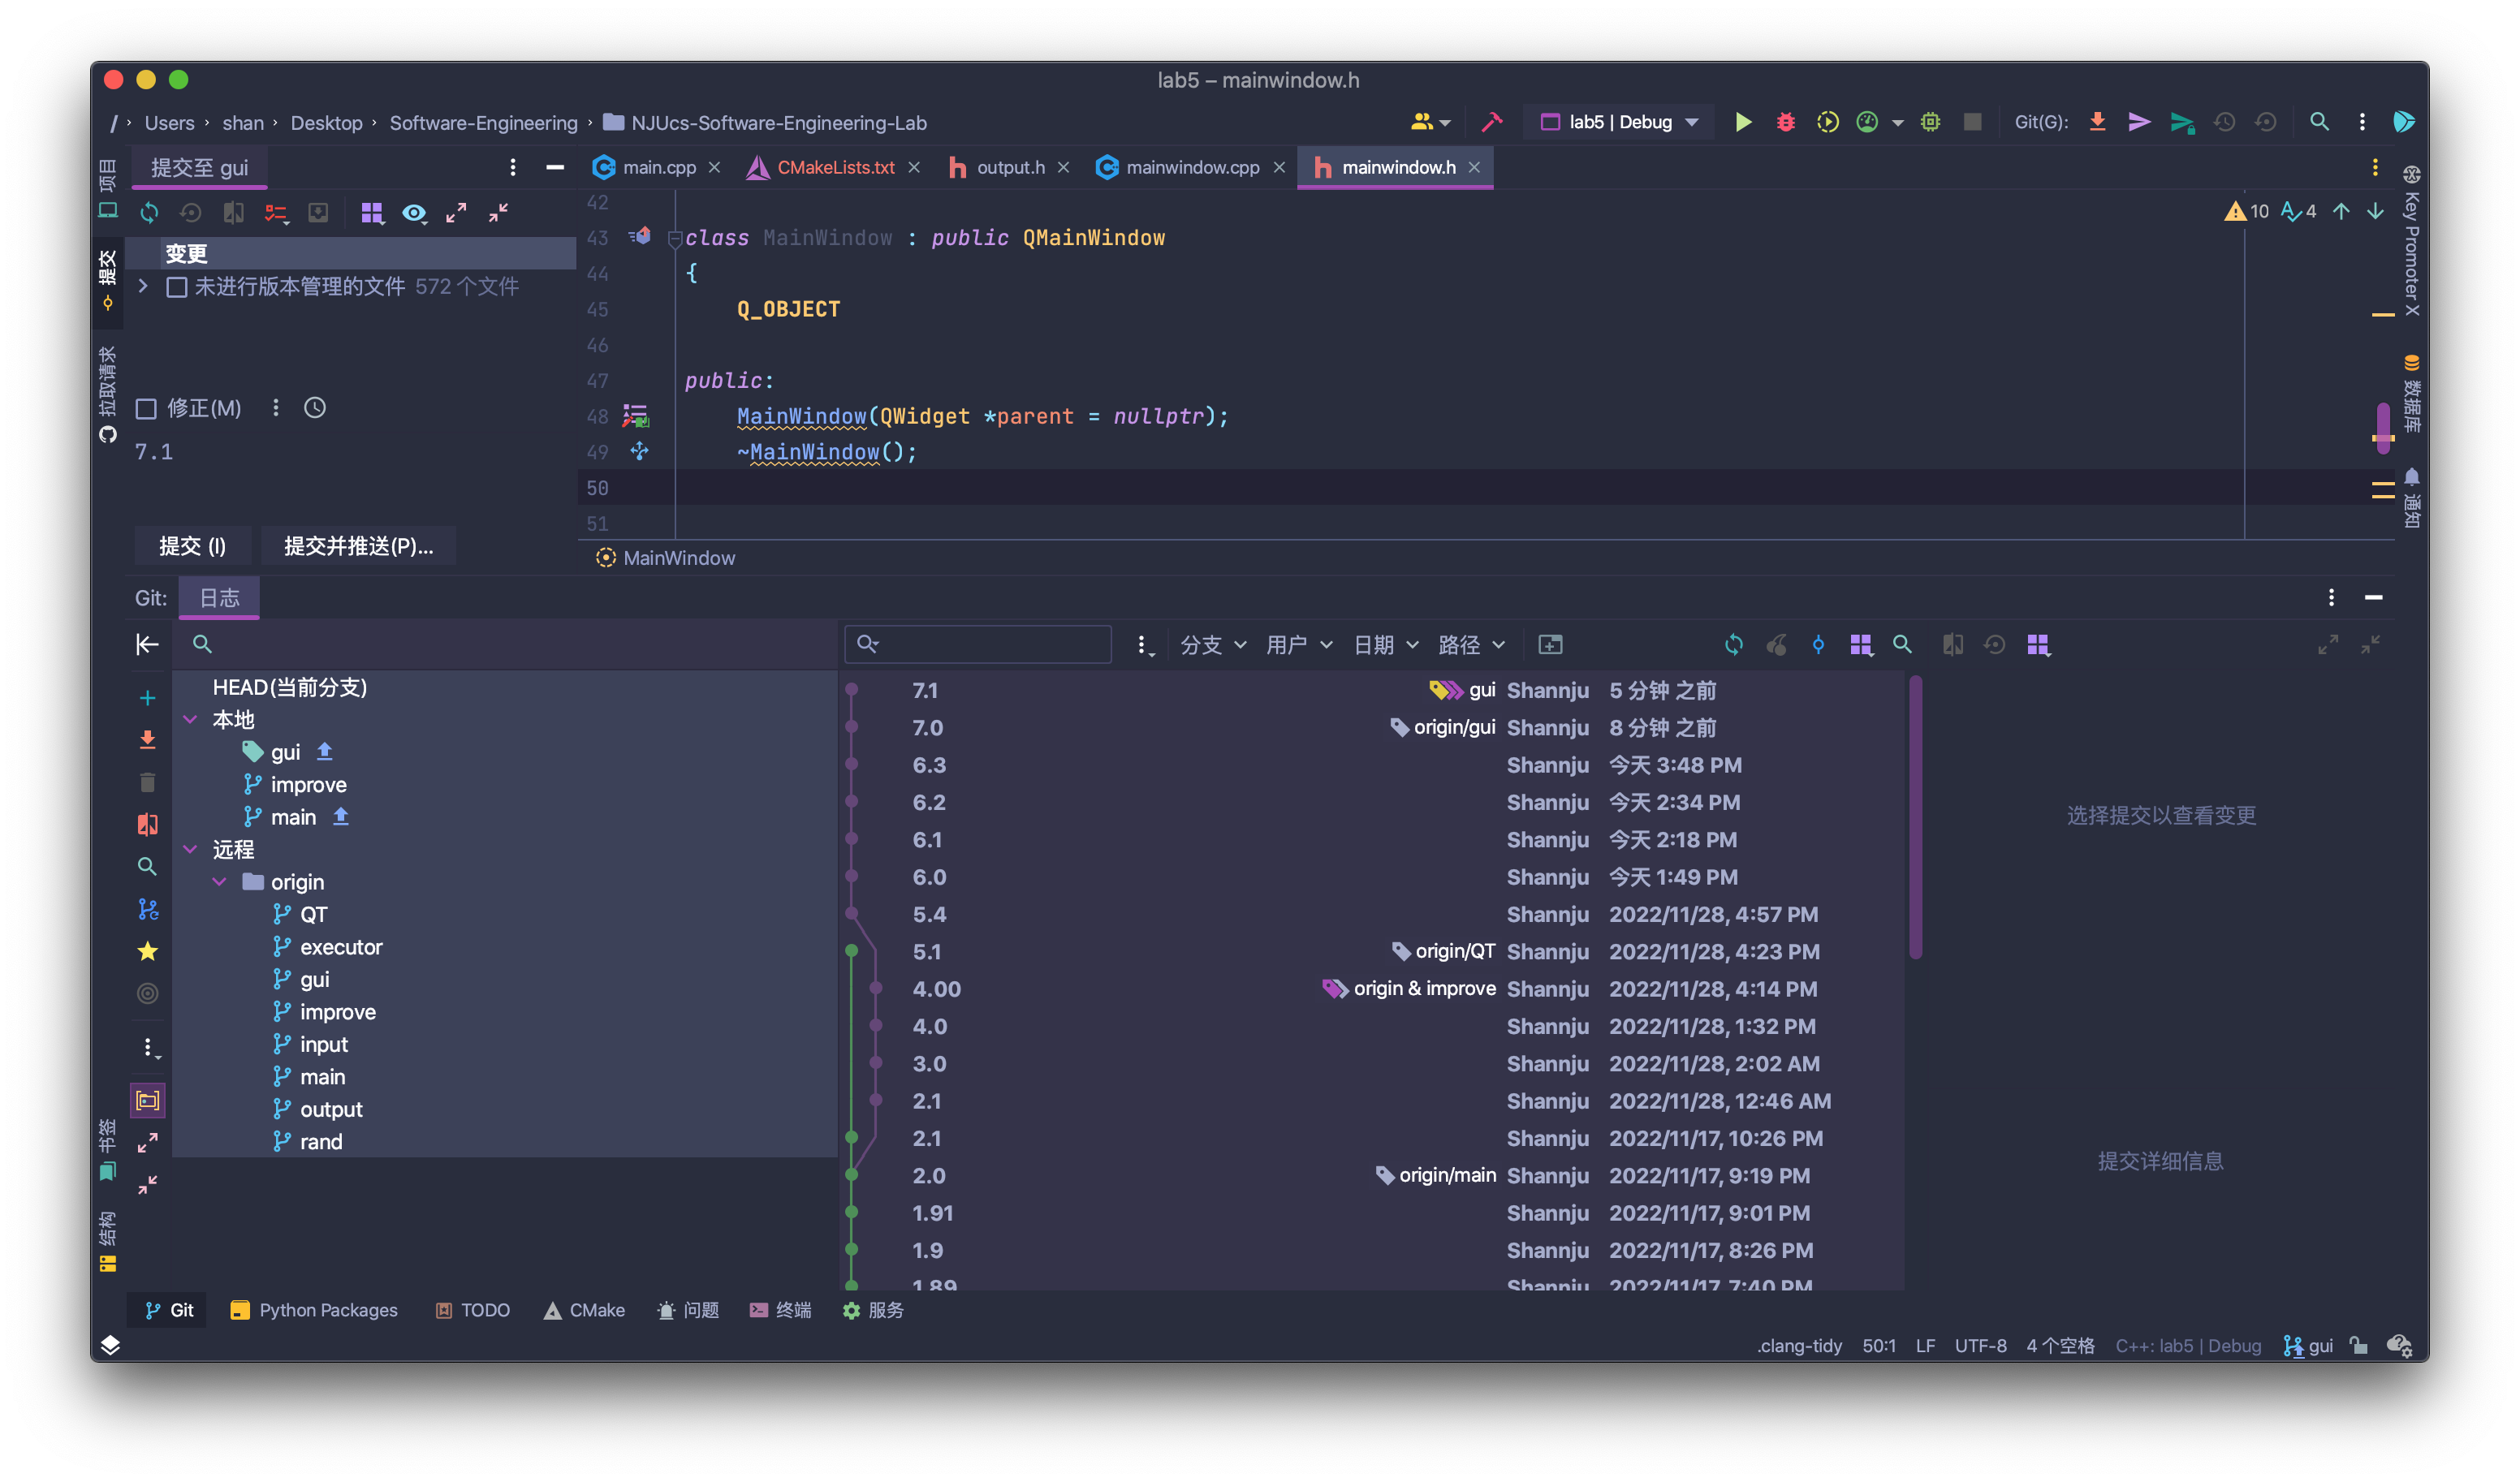 lab5 – mainwindow.h
/ › Users › shan › Desktop › Software-Engineering › NJUcs-Software-Engineering-Lab
lab5 | Debug
Git(G):
项目
提交
拉取请求
书签
结构
提交至 gui
变更
未进行版本管理的文件 572 个文件
修正(M)
7.1
提交 (I)
提交并推送(P)...
main.cpp
CMakeLists.txt
output.h
mainwindow.cpp
mainwindow.h
10
4
42
43 class MainWindow : public QMainWindow
44 {
45 Q_OBJECT
46
47 public:
48 MainWindow(QWidget *parent = nullptr);
49 ~MainWindow();
50
51
MainWindow
Key Promoter X
数据库
通知
Git: 日志
HEAD(当前分支)
本地
gui
improve
main
远程
origin
QT
executor
gui
improve
input
main
output
rand
分支 用户 日期 路径
7.1 gui Shannju 5 分钟 之前
7.0 origin/gui Shannju 8 分钟 之前
6.3 Shannju 今天 3:48 PM
6.2 Shannju 今天 2:34 PM
6.1 Shannju 今天 2:18 PM
6.0 Shannju 今天 1:49 PM
5.4 Shannju 2022/11/28, 4:57 PM
5.1 origin/QT Shannju 2022/11/28, 4:23 PM
4.00 origin & improve Shannju 2022/11/28, 4:14 PM
4.0 Shannju 2022/11/28, 1:32 PM
3.0 Shannju 2022/11/28, 2:02 AM
2.1 Shannju 2022/11/28, 12:46 AM
2.1 Shannju 2022/11/17, 10:26 PM
2.0 origin/main Shannju 2022/11/17, 9:19 PM
1.91 Shannju 2022/11/17, 9:01 PM
1.9 Shannju 2022/11/17, 8:26 PM
1.89 Shannju 2022/11/17, 7:40 PM
选择提交以查看变更
提交详细信息
Git
Python Packages
TODO
CMake
问题
终端
服务
.clang-tidy 50:1 LF UTF-8 4 个空格 C++: lab5 | Debug gui